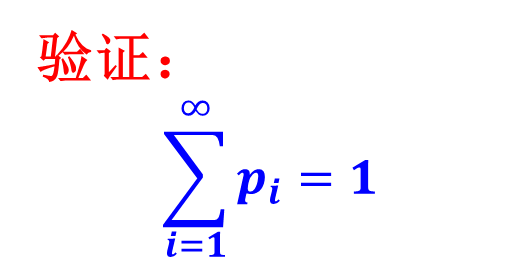 验证：
∞
∑ pᵢ = 1
i=1